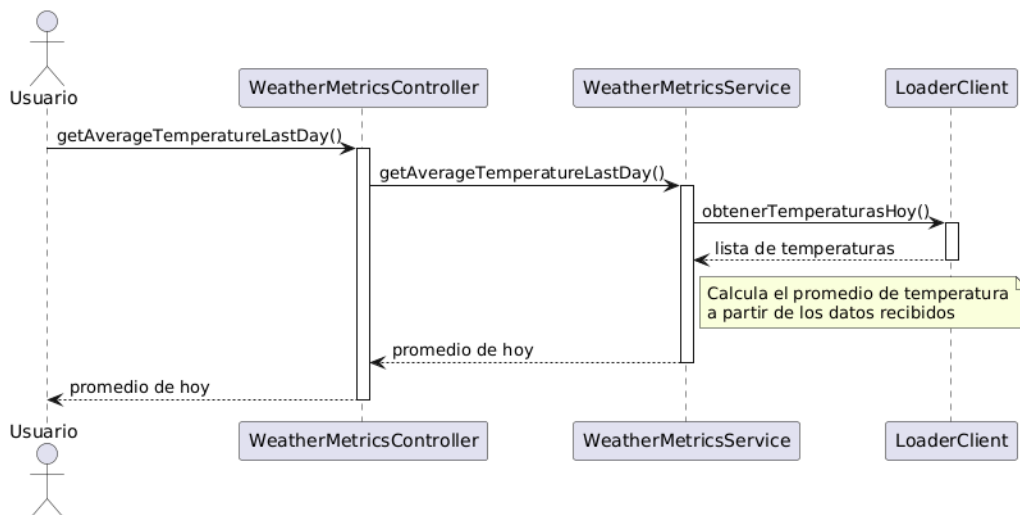 Usuario
WeatherMetricsController
WeatherMetricsService
LoaderClient
getAverageTemperatureLastDay()
getAverageTemperatureLastDay()
obtenerTemperaturasHoy()
lista de temperaturas
Calcula el promedio de temperatura
a partir de los datos recibidos
promedio de hoy
promedio de hoy
Usuario
WeatherMetricsController
WeatherMetricsService
LoaderClient